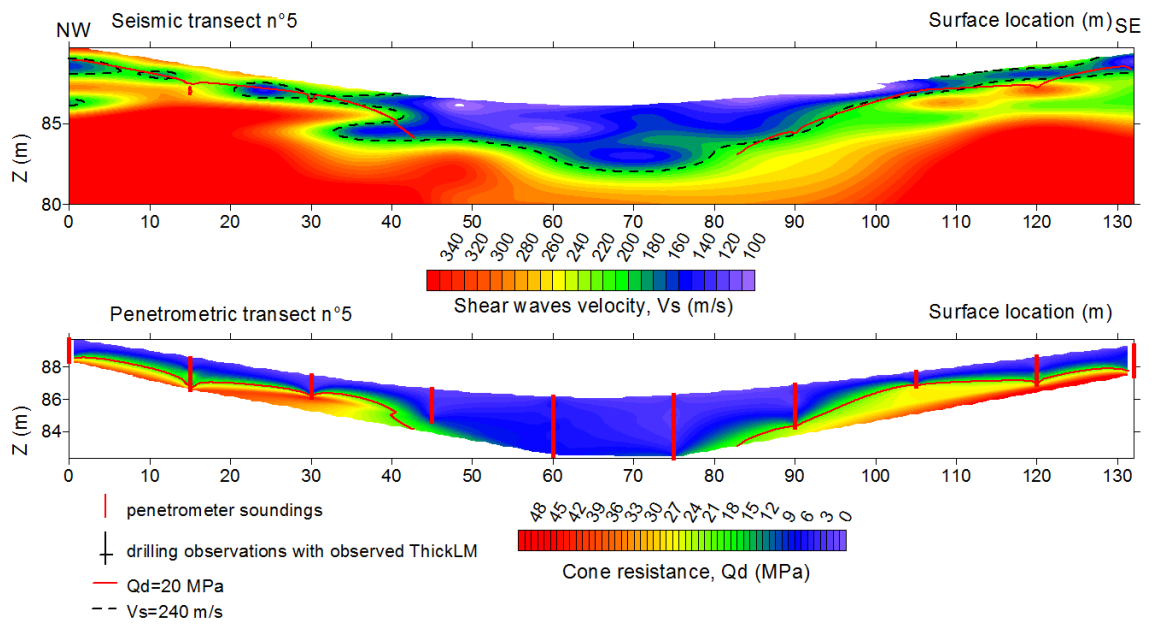 Seismic transect n°5
Surface location (m)
NW
SE
Z (m)
85
80
0 10 20 30 40 50 60 70 80 90 100 110 120 130
340 320 300 280 260 240 220 200 180 160 140 120 100
Shear waves velocity, Vs (m/s)
Penetrometric transect n°5
Surface location (m)
Z (m)
88
86
84
0 10 20 30 40 50 60 70 80 90 100 110 120 130
48 45 42 39 36 33 30 27 24 21 18 15 12 9 6 3 0
Cone resistance, Qd (MPa)
penetrometer soundings
drilling observations with observed ThickLM
Qd=20 MPa
Vs=240 m/s